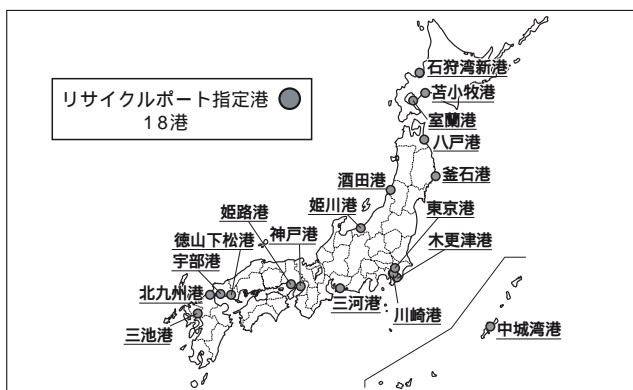 リサイクルポート指定港
18港
石狩湾新港
苫小牧港
室蘭港
八戸港
釜石港
酒田港
東京港
姫川港
姫路港
木更津港
神戸港
徳山下松港
宇部港
北九州港
三河港
川崎港
三池港
中城湾港